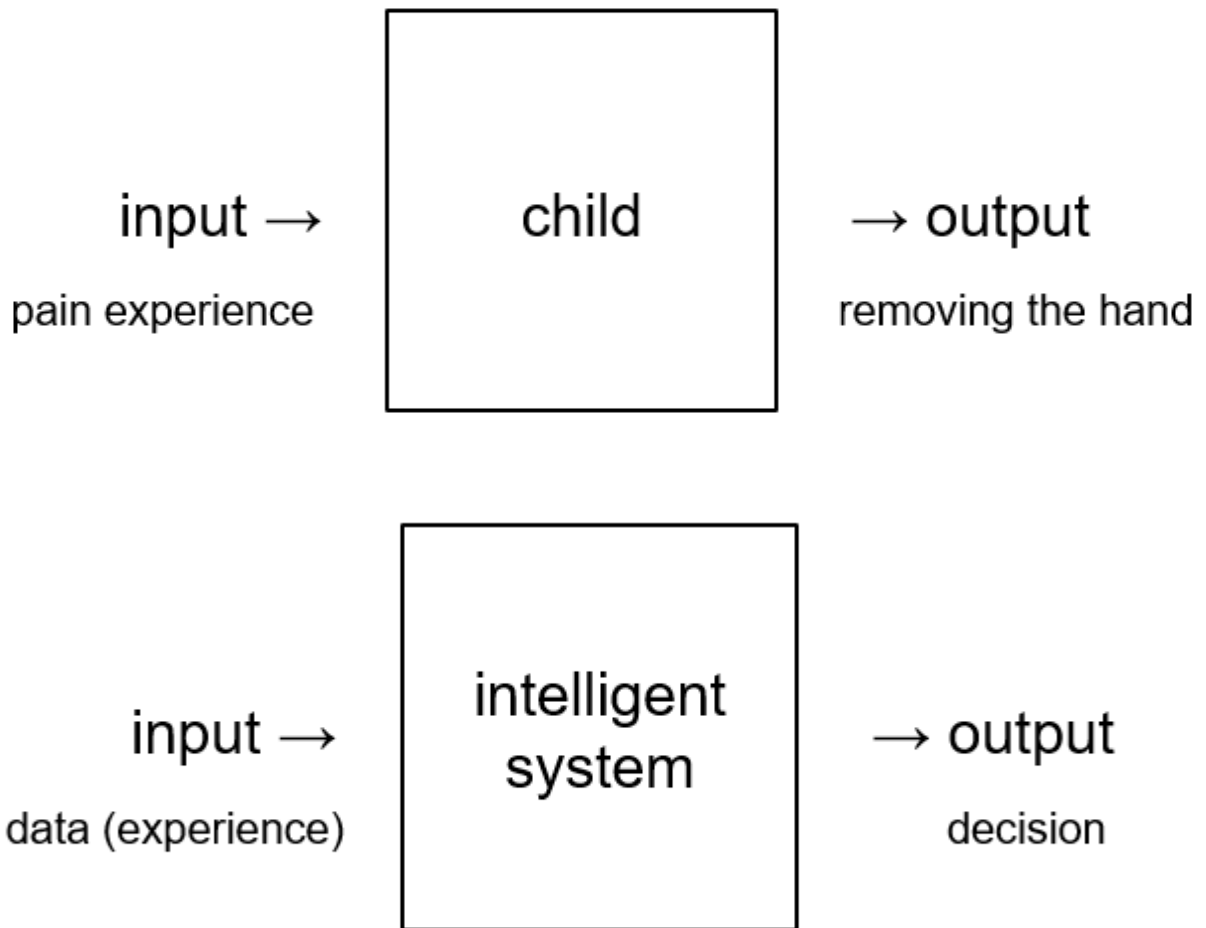 input → child → output
pain experience removing the hand
intelligent
system
input → → output
data (experience) decision